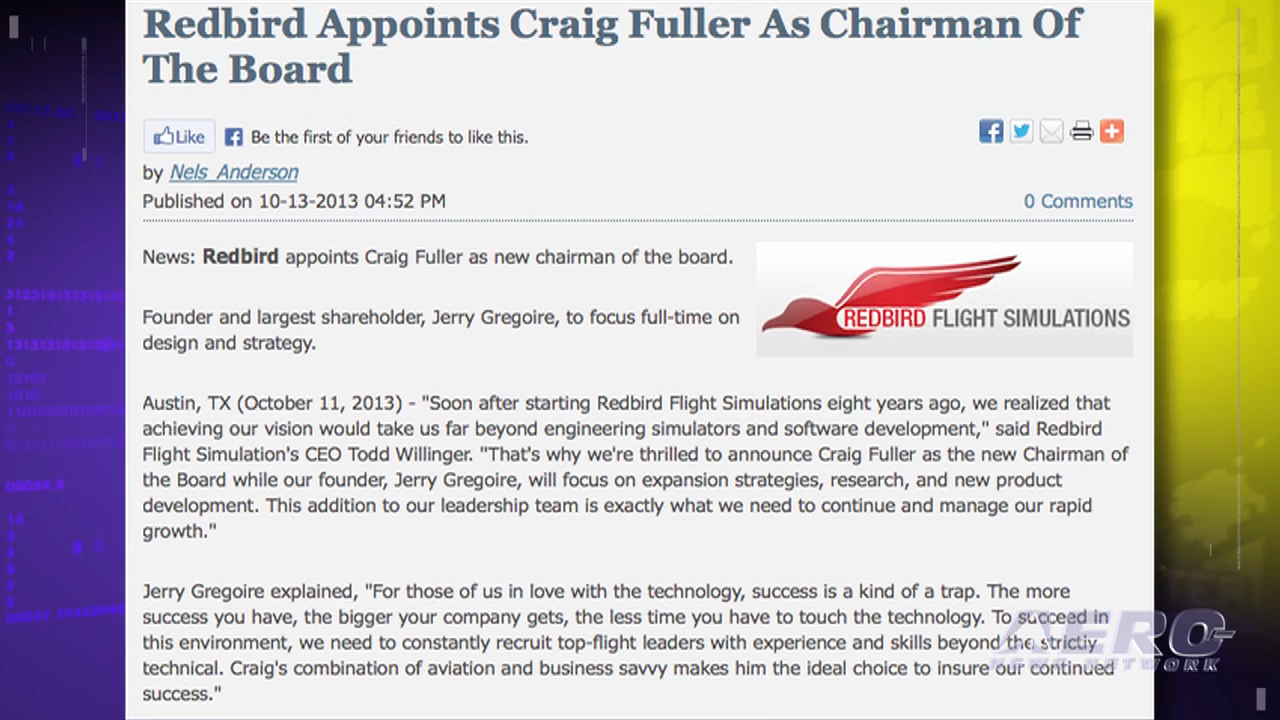 Redbird Appoints Craig Fuller As Chairman Of
The Board
Like
Be the first of your friends to like this.
by Nels_Anderson
Published on 10-13-2013 04:52 PM
0 Comments
News: Redbird appoints Craig Fuller as new chairman of the board.
REDBIRD FLIGHT SIMULATIONS
Founder and largest shareholder, Jerry Gregoire, to focus full-time on
design and strategy.
Austin, TX (October 11, 2013) - "Soon after starting Redbird Flight Simulations eight years ago, we realized that
achieving our vision would take us far beyond engineering simulators and software development," said Redbird
Flight Simulation's CEO Todd Willinger. "That's why we're thrilled to announce Craig Fuller as the new Chairman of
the Board while our founder, Jerry Gregoire, will focus on expansion strategies, research, and new product
development. This addition to our leadership team is exactly what we need to continue and manage our rapid
growth."
Jerry Gregoire explained, "For those of us in love with the technology, success is a kind of a trap. The more
success you have, the bigger your company gets, the less time you have to touch the technology. To succeed in
this environment, we need to constantly recruit top-flight leaders with experience and skills beyond the strictly
technical. Craig's combination of aviation and business savvy makes him the ideal choice to insure our continued
success."
AERO-
NEWS NETWORK